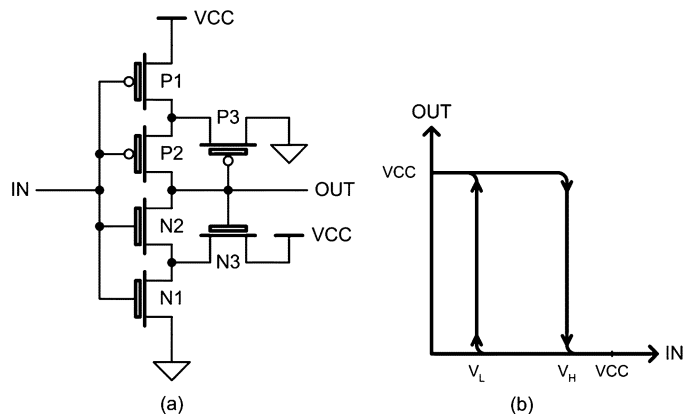 VCC
P1
P3
P2
IN
OUT
N2
VCC
N3
N1
(a)
OUT
VCC
IN
V_L
V_H
VCC
(b)